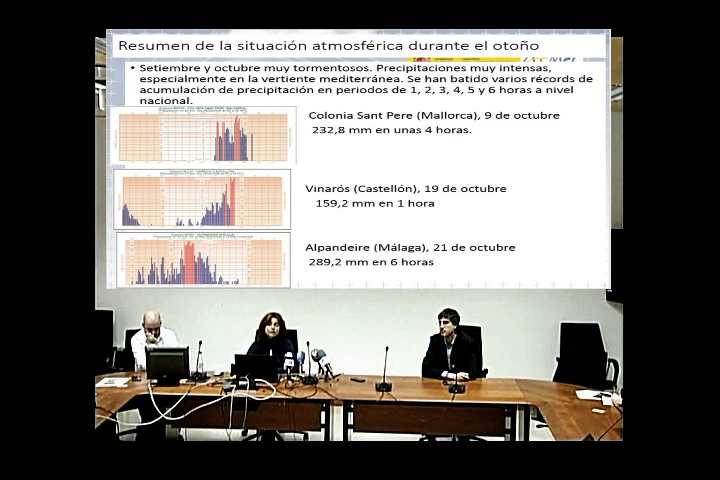 Resumen de la situación atmosférica durante el otoño
• Setiembre y octubre muy tormentosos. Precipitaciones muy intensas,
especialmente en la vertiente mediterránea. Se han batido varios récords de
acumulación de precipitación en periodos de 1, 2, 3, 4, 5 y 6 horas a nivel
nacional.
Colonia Sant Pere (Mallorca), 9 de octubre
232,8 mm en unas 4 horas.
Vinarós (Castellón), 19 de octubre
159,2 mm en 1 hora
Alpandeire (Málaga), 21 de octubre
289,2 mm en 6 horas